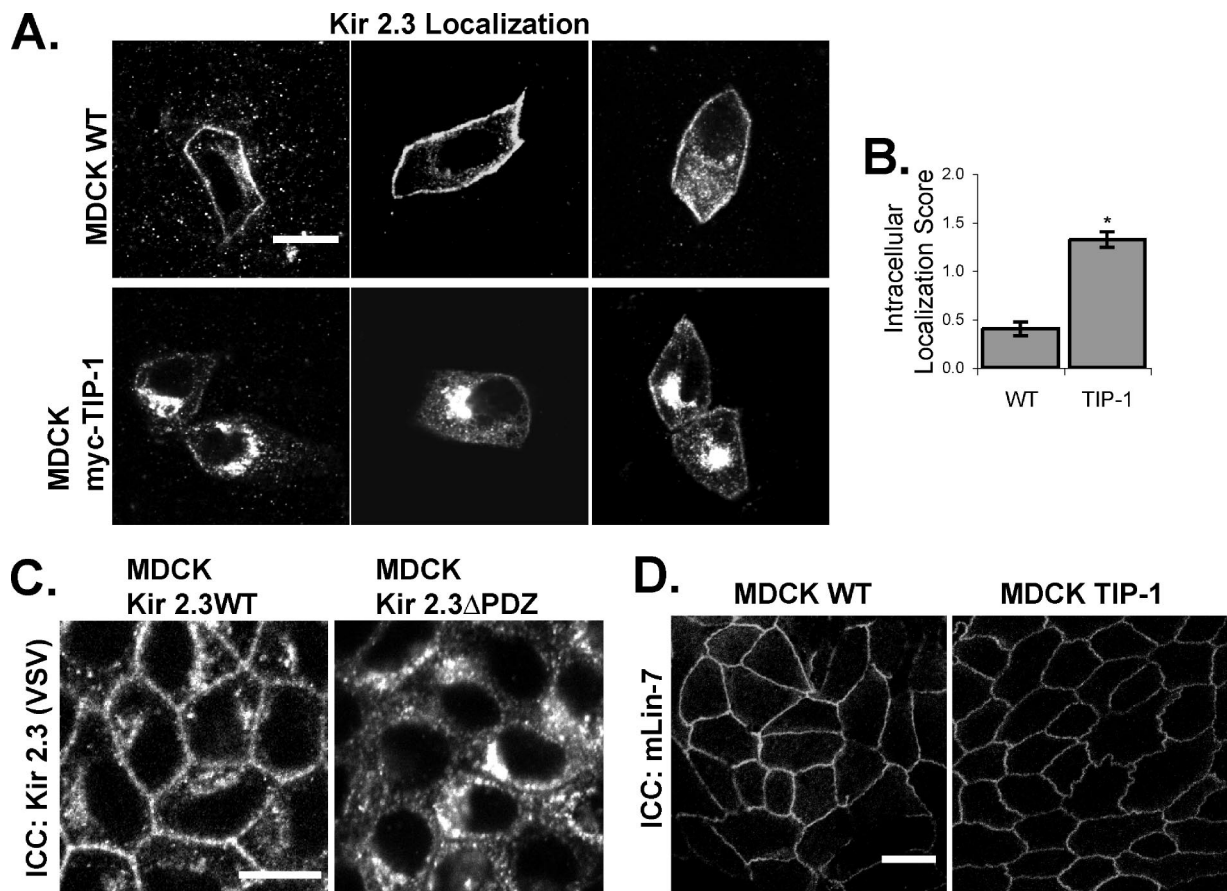 A.
Kir 2.3 Localization
MDCK WT
MDCK
myc-TIP-1
B.
Intracellular
Localization Score
2.0
1.5
1.0
0.5
0.0
*
WT
TIP-1
C.
MDCK
Kir 2.3WT
MDCK
Kir 2.3ΔPDZ
ICC: Kir 2.3 (VSV)
D.
MDCK WT
MDCK TIP-1
ICC: mLin-7